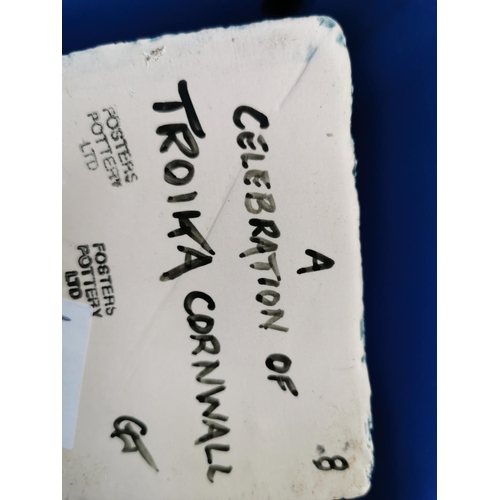 A
CELEBRATION OF
TROIKA CORNWALL
FOSTERS
POTTERY
LTD
FOSTERS
POTTERY
LTD
8